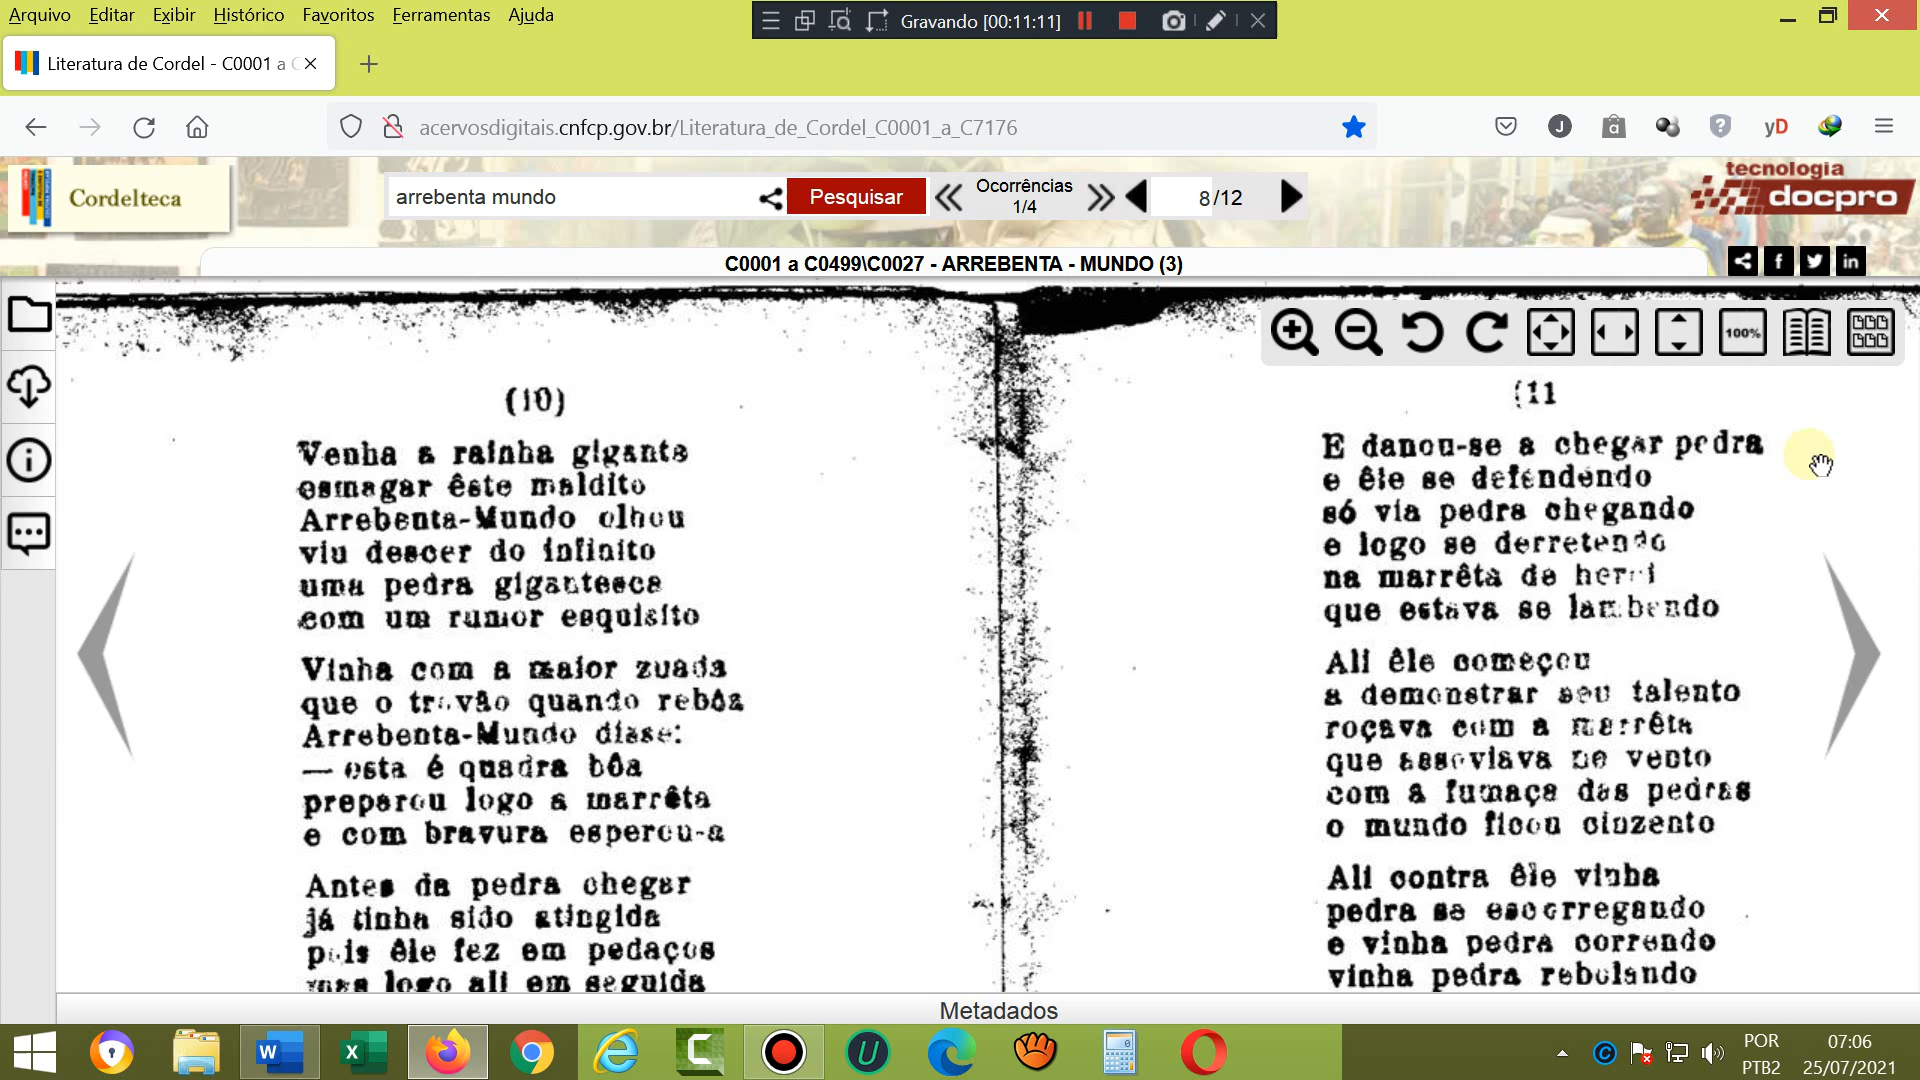 Arquivo Editar Exibir Histórico Favoritos Ferramentas Ajuda
Gravando [00:11:11]
Literatura de Cordel - C0001 a C
acervosdigitais.cnfcp.gov.br/Literatura_de_Cordel_C0001_a_C7176
J
a
yD
Cordelteca
arrebenta mundo
Pesquisar
Ocorrências
1/4
8/12
tecnologia
docpro
C0001 a C0499\C0027 - ARREBENTA - MUNDO (3)
100%
(10)
Venha a rainha giganta
esmagar êste maldito
Arrebenta-Mundo olhou
viu descer do infinito
uma pedra gigantesca
com um rumor esquisito
Vinha com a maior zuada
que o trovão quando rebôa
Arrebenta-Mundo disse:
— esta é quadra bôa
preparou logo a marrêta
e com bravura esperou-a
Antes da pedra chegar
já tinha sido atingida
pois êle fez em pedaços
mas logo ali em seguida
(11
E danou-se a chegar pedra
e êle se defendendo
só via pedra chegando
e logo se derretendo
na marrêta do heroi
que estava se lambendo
Ali êle começou
a demonstrar seu talento
roçava com a marrêta
que assoviava no vento
com a fumaça das pedras
o mundo ficou cinzento
Ali contra êle vinha
pedra se escorregando
e vinha pedra correndo
vinha pedra rebolando
Metadados
POR
PTB2
07:06
25/07/2021